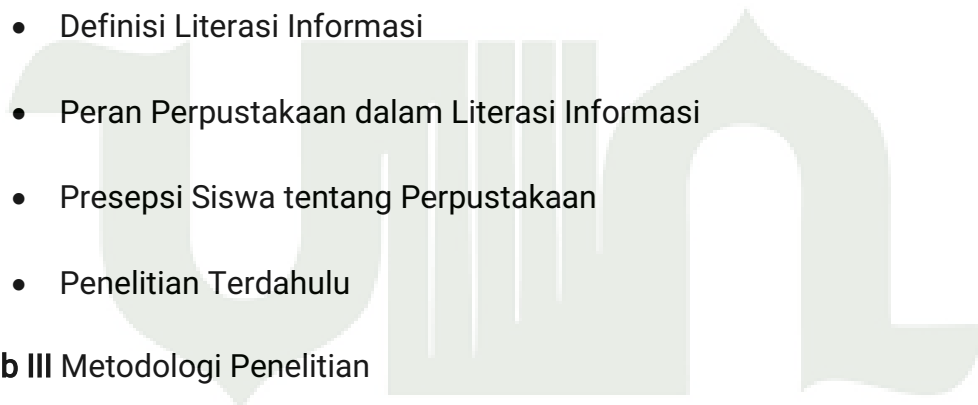 • Definisi Literasi Informasi
• Peran Perpustakaan dalam Literasi Informasi
• Presepsi Siswa tentang Perpustakaan
• Penelitian Terdahulu
b III Metodologi Penelitian